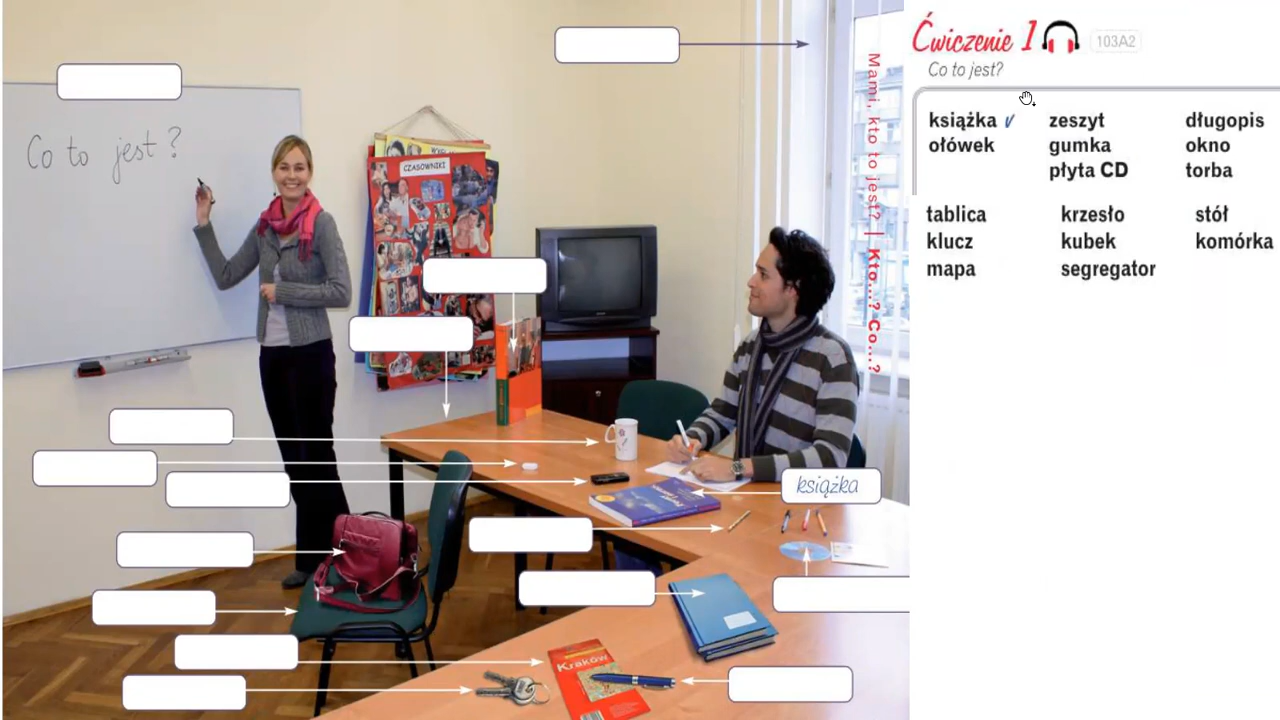 Co to jest ?
CZASOWNIKI
książka
Kraków
Mami, kto to jest? | Kto...? Co...?
Ćwiczenie 1
103A2
Co to jest?
książka ✓ zeszyt długopis
ołówek gumka okno
płyta CD torba
tablica krzesło stół
klucz kubek komórka
mapa segregator